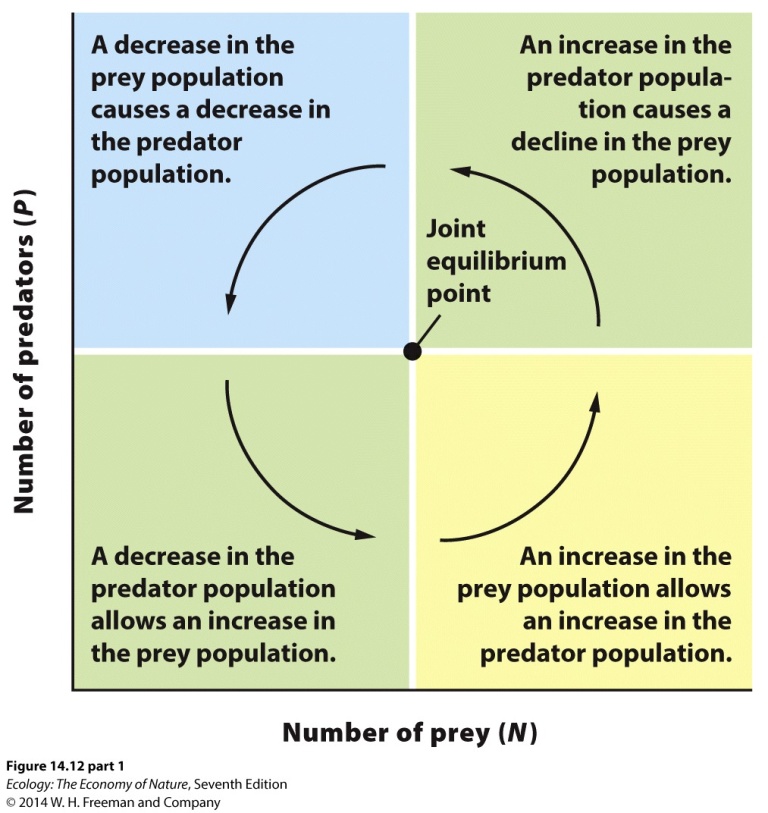 A decrease in the
prey population
causes a decrease in
the predator
population.
An increase in the
predator popula-
tion causes a
decline in the prey
population.
Joint
equilibrium
point
Number of predators (P)
A decrease in the
predator population
allows an increase in
the prey population.
An increase in the
prey population allows
an increase in the
predator population.
Number of prey (N)
Figure 14.12 part 1
Ecology: The Economy of Nature, Seventh Edition
© 2014 W. H. Freeman and Company